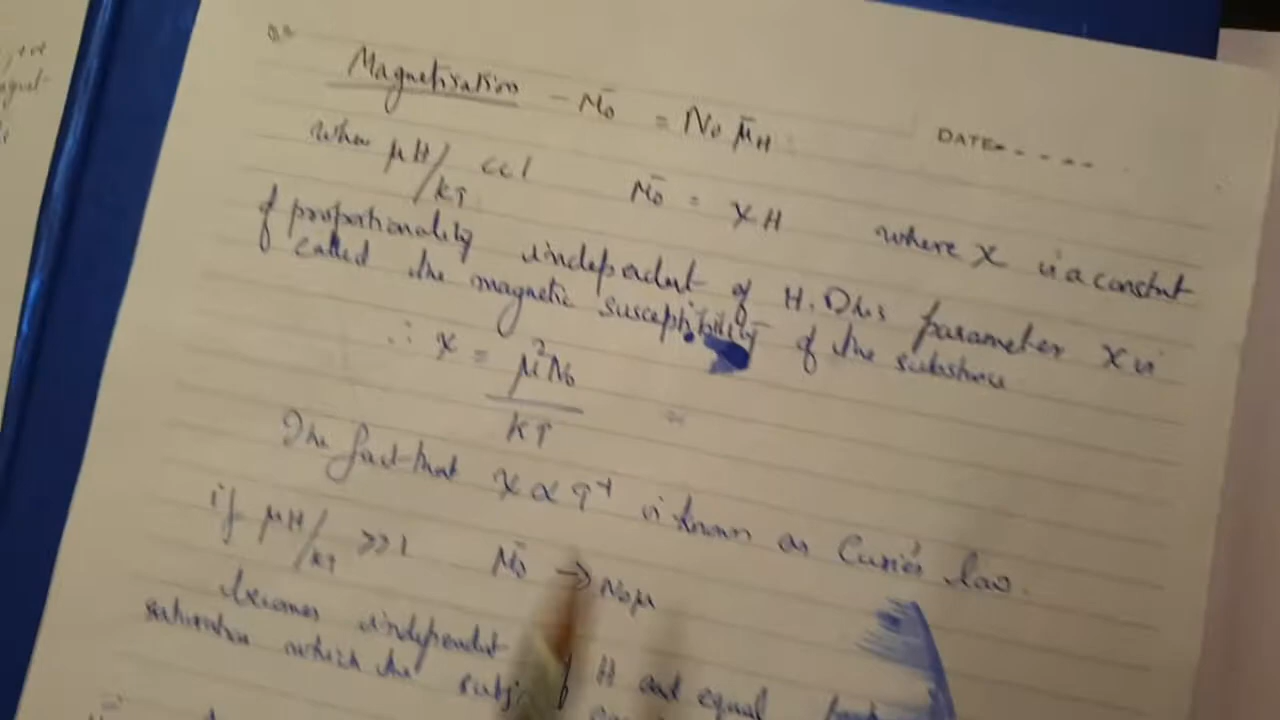 Magnetisation - M̄₀ = N₀ μ̄_H
DATE - - - - -
When μH/kT <<1 M̄₀ = χH where χ is a constant
of proportionality independent of H. This parameter χ is
called the magnetic susceptibility of the substance
∴ χ = μ²N₀/kT
The fact that χ ∝ T⁻¹ is known as Curie's law.
if μH/kT >>1 M̄₀ → N₀μ
becomes independent of H and equal
saturation which the subs